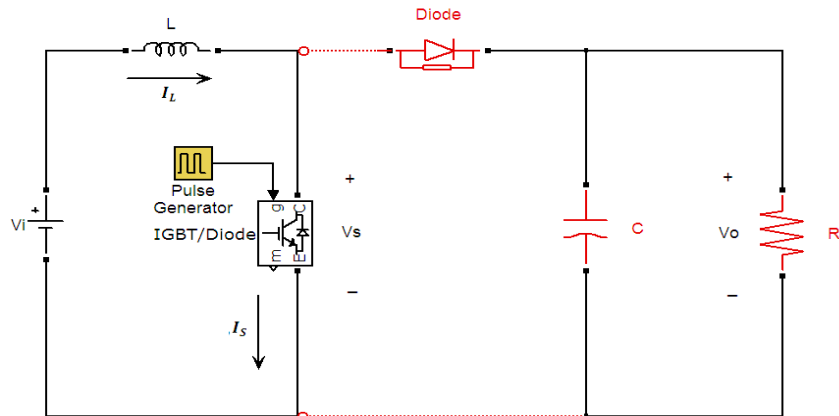 Diode
L
I_L
Pulse
Generator
g
C
+
+
Vi
+
IGBT/Diode
Vs
C
Vo
R
m
E
−
−
I_S